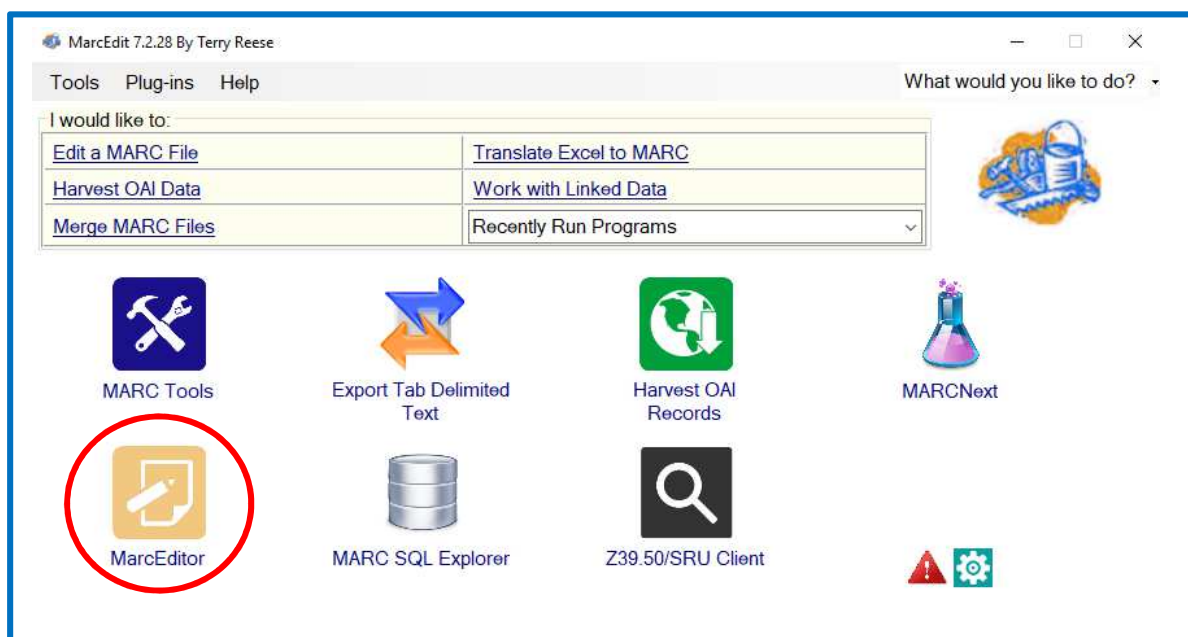 MarcEdit 7.2.28 By Terry Reese
Tools Plug-ins Help What would you like to do?
I would like to:
Edit a MARC File Translate Excel to MARC
Harvest OAI Data Work with Linked Data
Merge MARC Files Recently Run Programs
MARC Tools Export Tab Delimited Harvest OAI MARCNext
Text Records
MarcEditor MARC SQL Explorer Z39.50/SRU Client